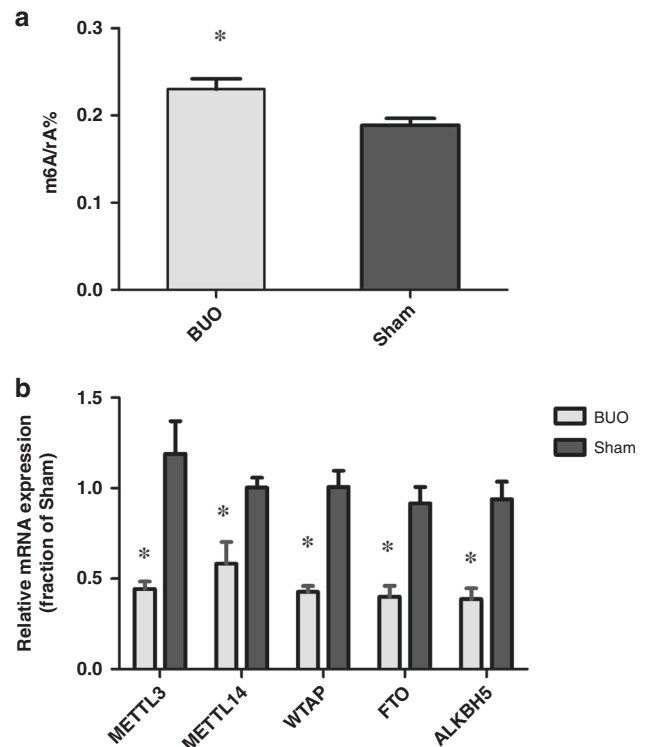 a
0.3
*
0.2
m6A/rA%
0.1
0.0
BUO
Sham
b
1.5
BUO
Sham
1.0
Relative mRNA expression
(fraction of Sham)
* * * * *
0.5
0.0
METTL3
METTL14
WTAP
FTO
ALKBH5